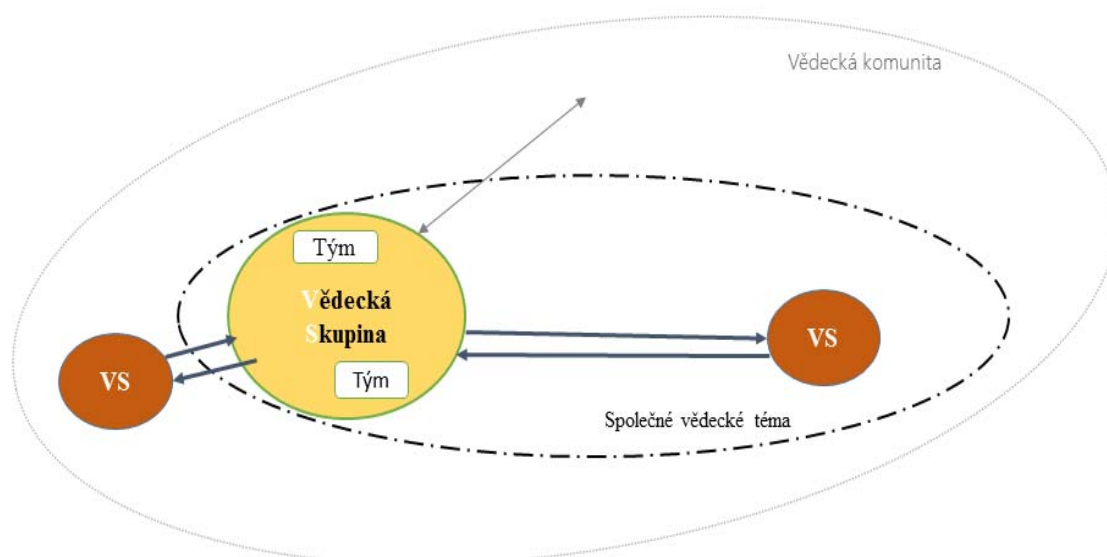 Vědecká komunita
Tým
Vědecká
Skupina
Tým
VS
VS
Společné vědecké téma